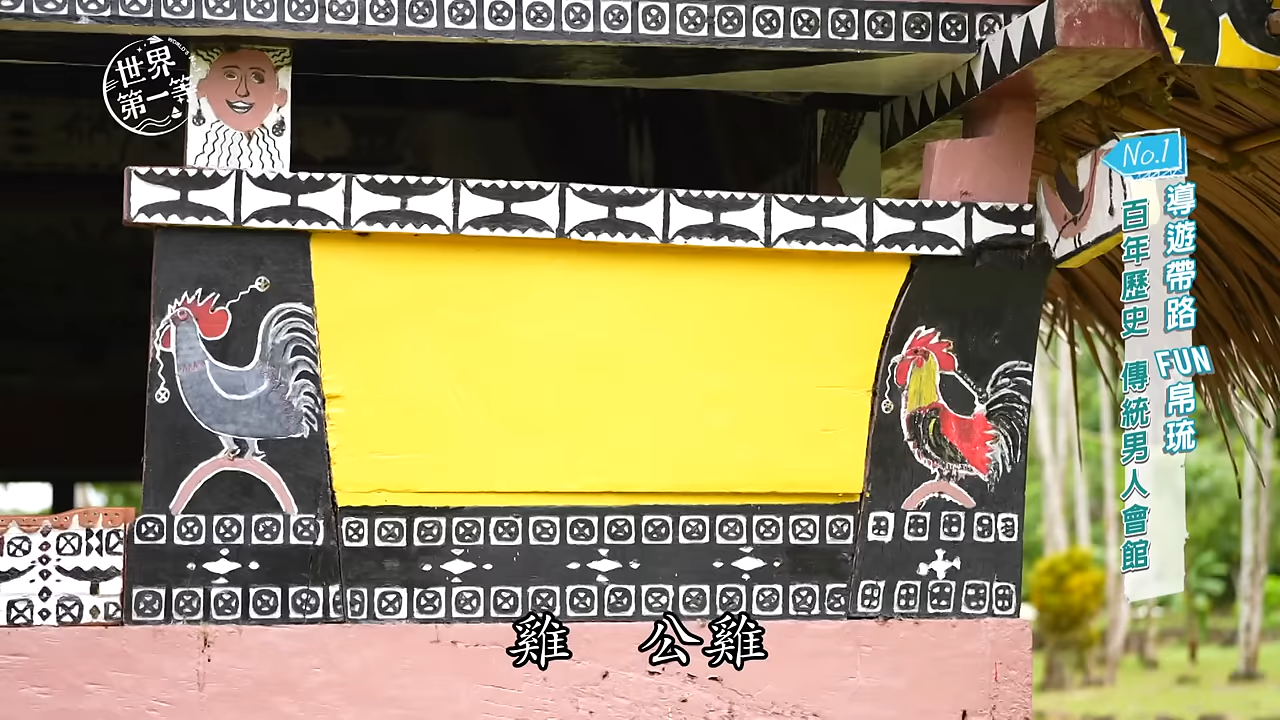 世界
第一等
No.1
導遊帶路 FUN帛琉
百年歷史 傳統男人會館
雞 公雞